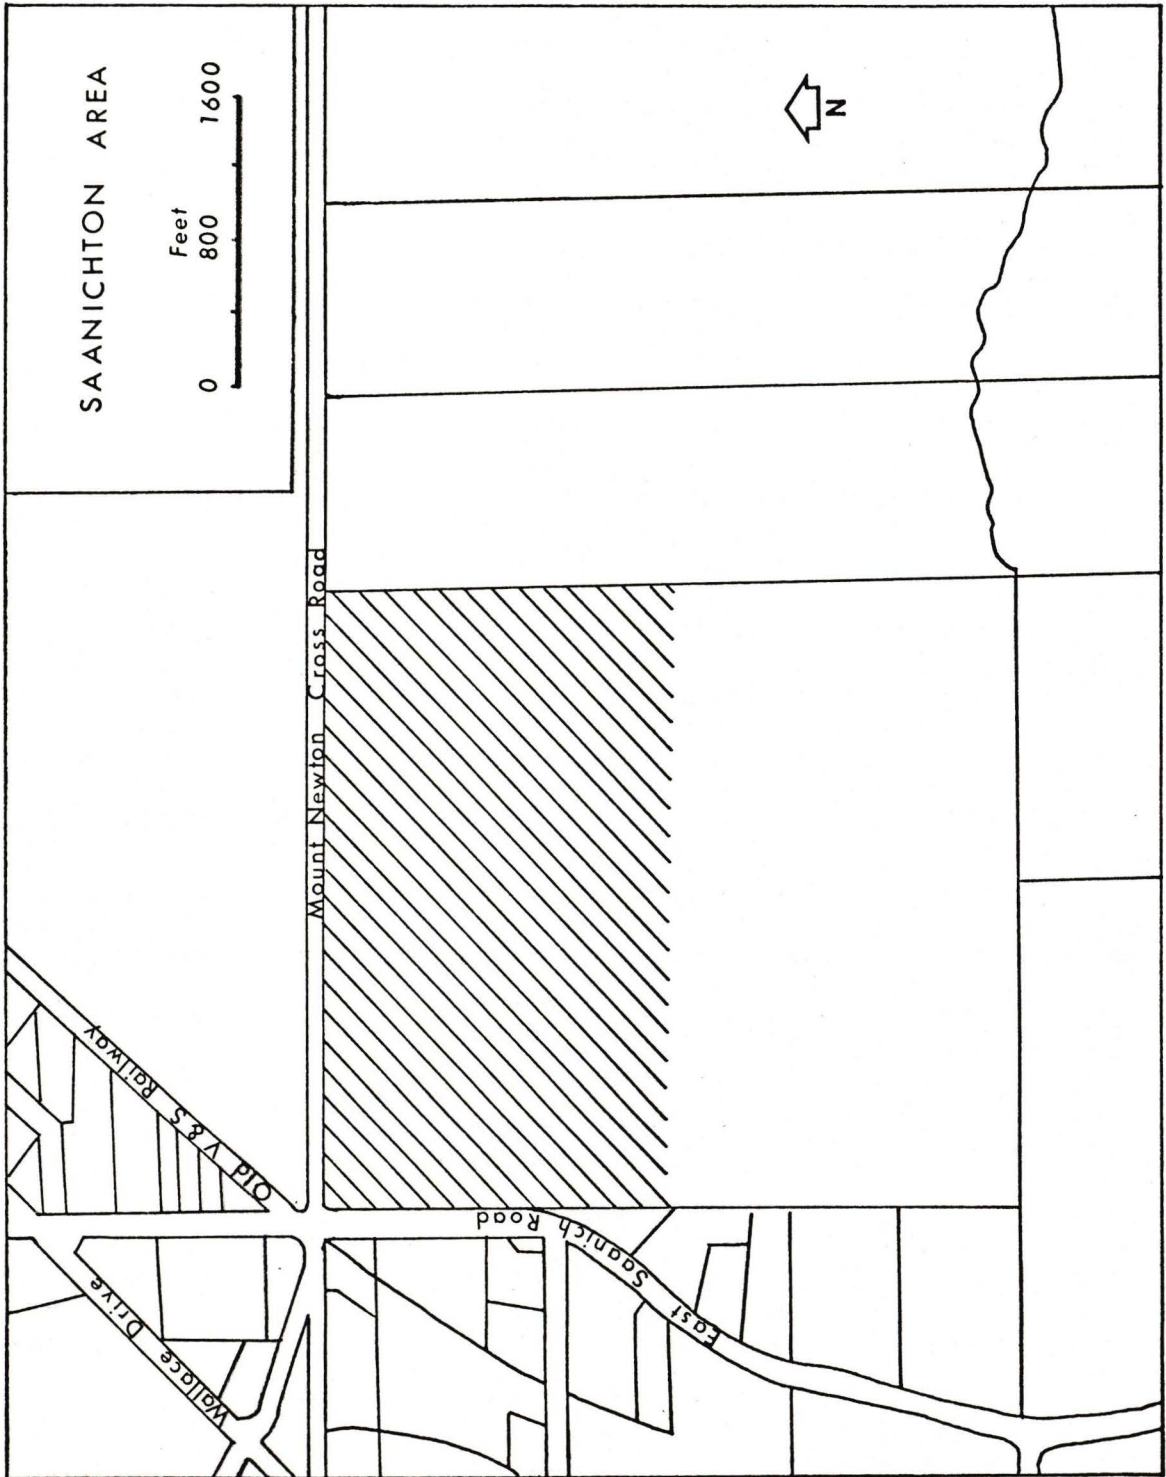 SAANICHTON AREA
Feet
0 800 1600
N
Mount Newton Cross Road
Old V & S Railway
Wallace Drive
East Saanich Road